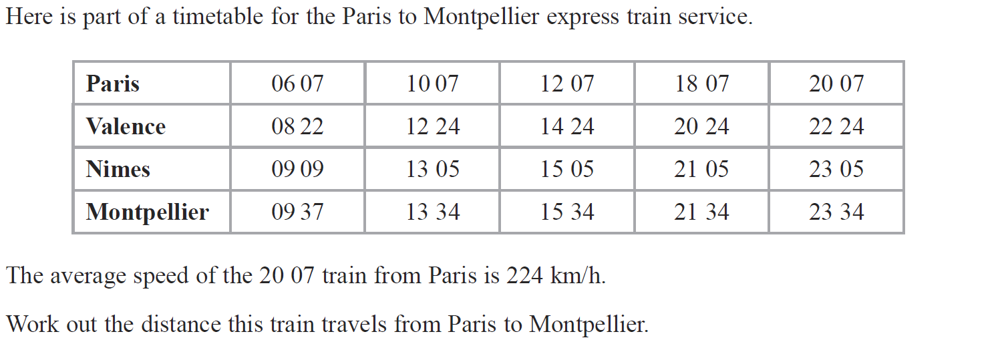 Here is part of a timetable for the Paris to Montpellier express train service.
Paris 06 07 10 07 12 07 18 07 20 07
Valence 08 22 12 24 14 24 20 24 22 24
Nimes 09 09 13 05 15 05 21 05 23 05
Montpellier 09 37 13 34 15 34 21 34 23 34
The average speed of the 20 07 train from Paris is 224 km/h.
Work out the distance this train travels from Paris to Montpellier.